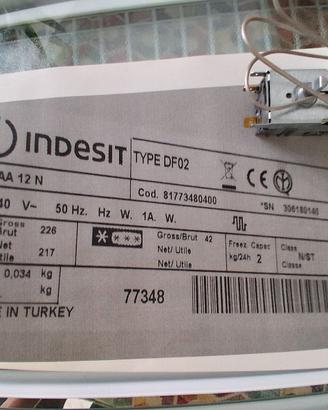 INDESIT TYPE DF02
AA 12 N
Cod. 81773480400
*SN 306180140
40 V~ 50 Hz. Hz W. 1A. W.
Gross
Brut 226
Net
Utile 217
Gross/Brut 42
Net/ Utile
Net/ Utile
Freez. Capac
kg/24h 2
Class N/ST
Classe
0,034 kg
kg
77348
E IN TURKEY